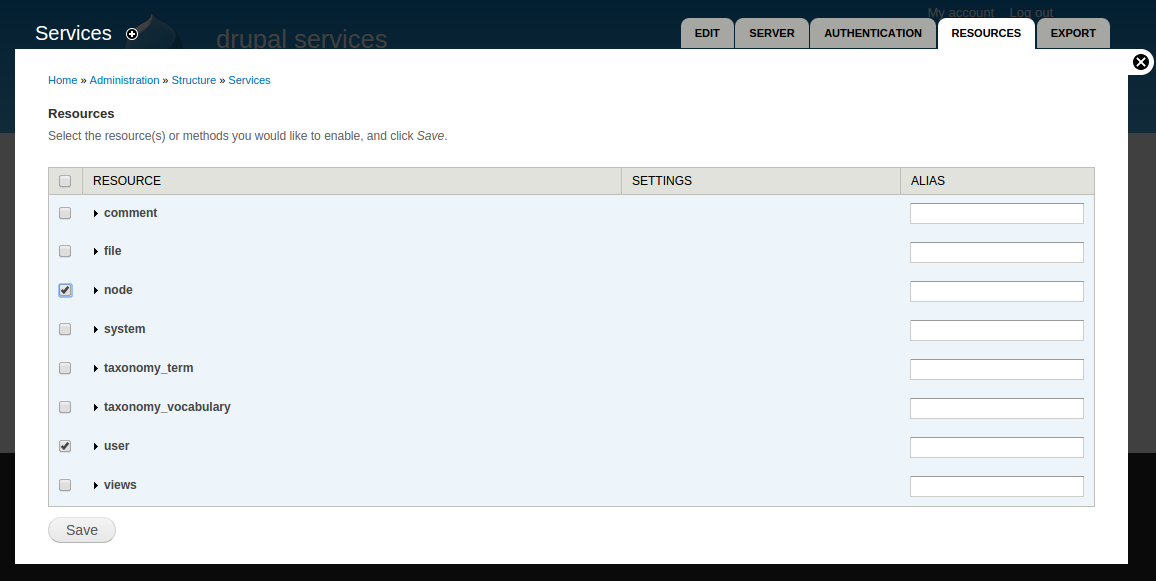 My account Log out
Services
drupal services
EDIT SERVER AUTHENTICATION RESOURCES EXPORT
Home » Administration » Structure » Services
Resources
Select the resource(s) or methods you would like to enable, and click Save.
RESOURCE SETTINGS ALIAS
comment
file
node
system
taxonomy_term
taxonomy_vocabulary
user
views
Save